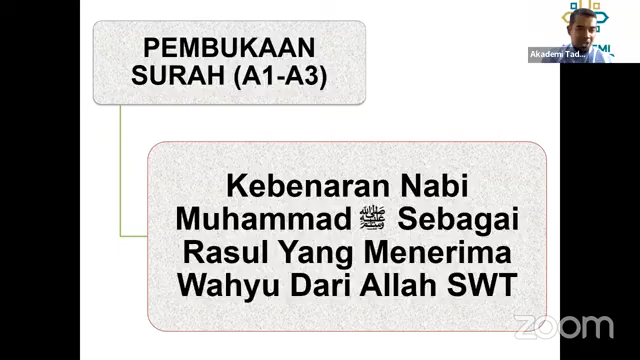 PEMBUKAAN
SURAH (A1-A3)
Kebenaran Nabi
Muhammad ﷺ Sebagai
Rasul Yang Menerima
Wahyu Dari Allah SWT
Akademi Tad...
zoom